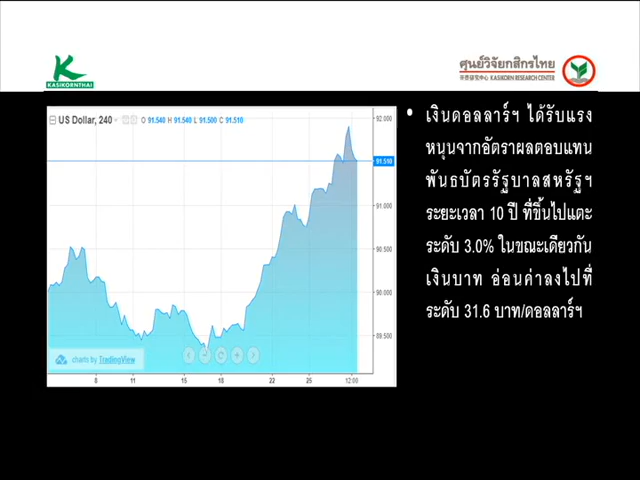 KASIKORNTHAI
ศูนย์วิจัยกสิกรไทย
KASIKORN RESEARCH CENTER
US Dollar, 240 O 91.540 H 91.540 L 91.500 C 91.510
92.000
91.510
91.000
90.500
90.000
89.500
charts by TradingView
8 11 15 18 22 25 12:00
• เงินดอลลาร์ฯ ได้รับแรง
หนุนจากอัตราผลตอบแทน
พันธบัตรรัฐบาลสหรัฐฯ
ระยะเวลา 10 ปี ที่ขึ้นไปแตะ
ระดับ 3.0% ในขณะเดียวกัน
เงินบาท อ่อนค่าลงไปที่
ระดับ 31.6 บาท/ดอลลาร์ฯ